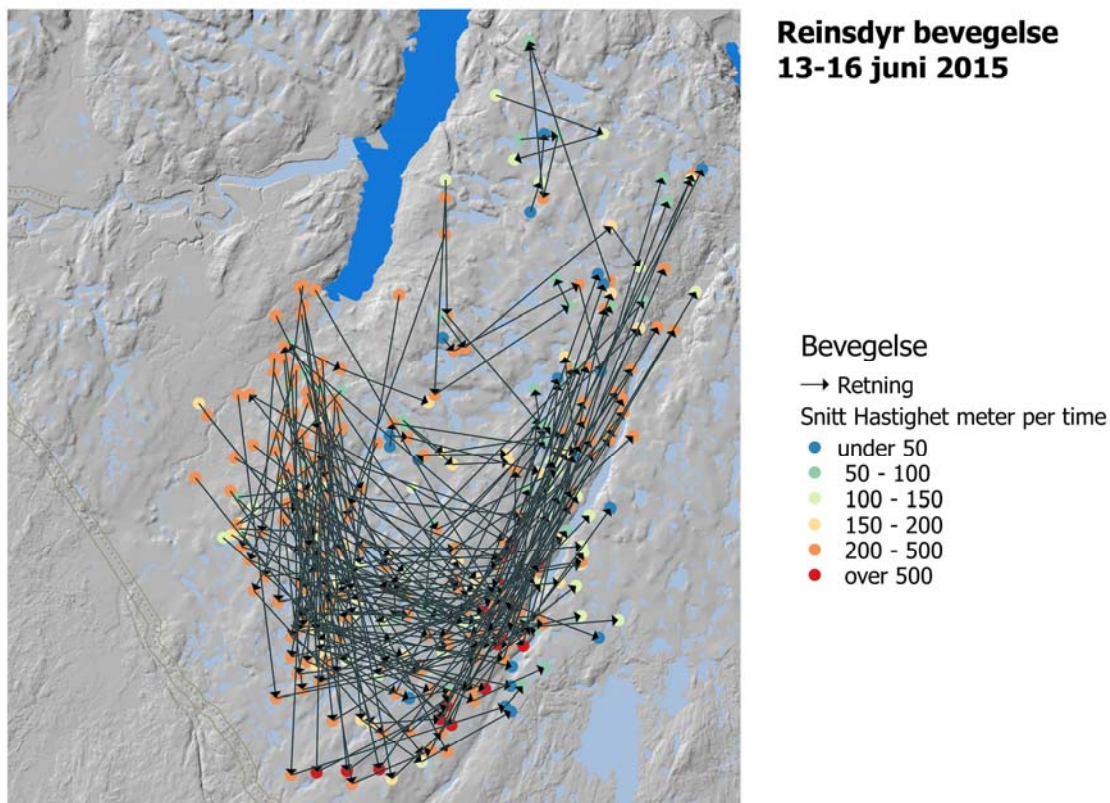 Reinsdyr bevegelse
13-16 juni 2015
Bevegelse
Retning
Snitt Hastighet meter per time
under 50
50 - 100
100 - 150
150 - 200
200 - 500
over 500